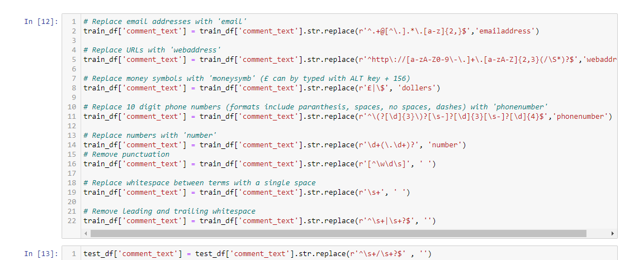 In [12]:
1 # Replace email addresses with 'email'
2 train_df['comment_text'] = train_df['comment_text'].str.replace(r'^.+@[^\.].*\.[a-z]{2,}$','emailaddress')
3
4 # Replace URLs with 'webaddress'
5 train_df['comment_text'] = train_df['comment_text'].str.replace(r'^http\://[a-zA-Z0-9\-\.]+\.[a-zA-Z]{2,3}(/\S*)?$','webaddr
6
7 # Replace money symbols with 'moneysymb' (£ can by typed with ALT key + 156)
8 train_df['comment_text'] = train_df['comment_text'].str.replace(r'£|\$', 'dollers')
9
10 # Replace 10 digit phone numbers (formats include paranthesis, spaces, no spaces, dashes) with 'phonenumber'
11 train_df['comment_text'] = train_df['comment_text'].str.replace(r'^\(?[\d]{3}\)?[\s-]?[\d]{3}[\s-]?[\d]{4}$','phonenumber')
12
13 # Replace numbers with 'number'
14 train_df['comment_text'] = train_df['comment_text'].str.replace(r'\d+(\.\d+)?', 'number')
15 # Remove punctuation
16 train_df['comment_text'] = train_df['comment_text'].str.replace(r'[^\w\d\s]', ' ')
17
18 # Replace whitespace between terms with a single space
19 train_df['comment_text'] = train_df['comment_text'].str.replace(r'\s+', ' ')
20
21 # Remove leading and trailing whitespace
22 train_df['comment_text'] = train_df['comment_text'].str.replace(r'^\s+|\s+?$', '')
In [13]:
1 test_df['comment_text'] = test_df['comment_text'].str.replace(r'^\s+/\s+?$' , '')